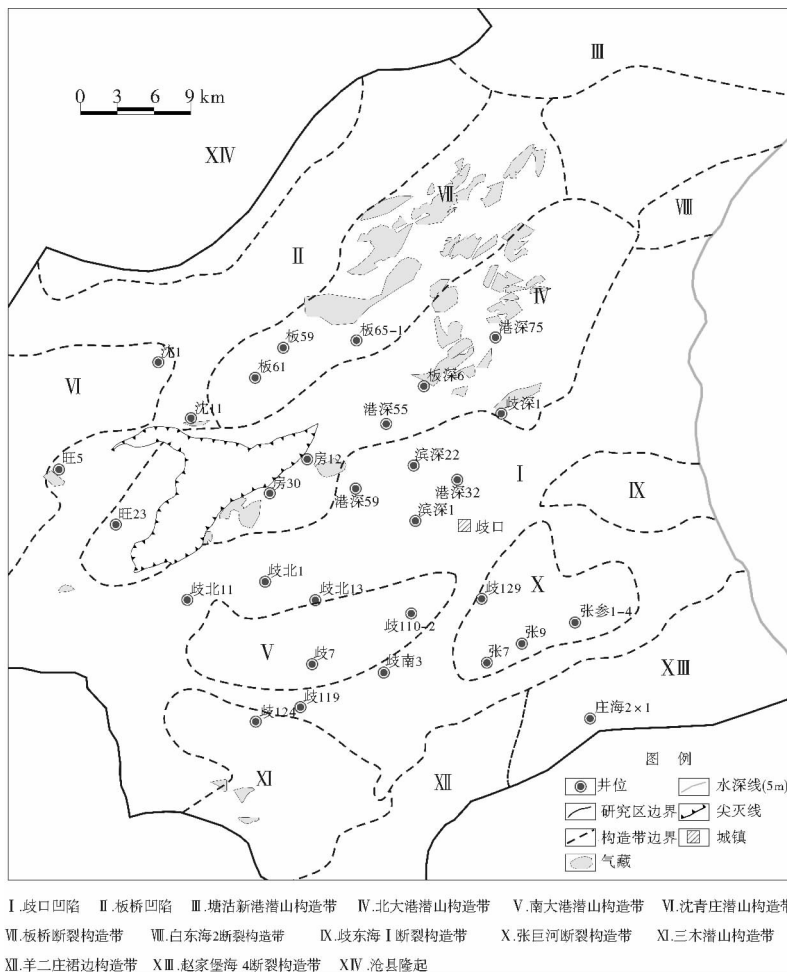 Ⅲ
0 3 6 9 km
ⅩⅣ
Ⅶ
Ⅷ
Ⅱ
Ⅳ
港深75
板65-1
板59
沈1
板61
Ⅵ
板深6
沈11
港深55
歧深1
旺5
房12
滨深22
Ⅰ
港深32
Ⅸ
房30
港深59
滨深1
旺23
歧口
歧北1
歧北11
歧北13
歧129
Ⅹ
歧110-2
张参1-4
张9
Ⅴ
歧7
歧南3
张7
ⅩⅢ
歧119
歧124
庄海2×1
Ⅺ
Ⅻ
图 例
井位 水深线(5m)
研究区边界 尖灭线
构造带边界 城镇
气藏
Ⅰ.歧口凹陷 Ⅱ.板桥凹陷 Ⅲ.塘沽新港潜山构造带 Ⅳ.北大港潜山构造带 Ⅴ.南大港潜山构造带 Ⅵ.沈青庄潜山构造带
Ⅶ.板桥断裂构造带 Ⅷ.白东海2断裂构造带 Ⅸ.歧东海Ⅰ断裂构造带 Ⅹ.张巨河断裂构造带 Ⅺ.三木潜山构造带
Ⅻ.羊二庄裙边构造带 ⅩⅢ.赵家堡海4断裂构造带 ⅩⅣ.沧县隆起